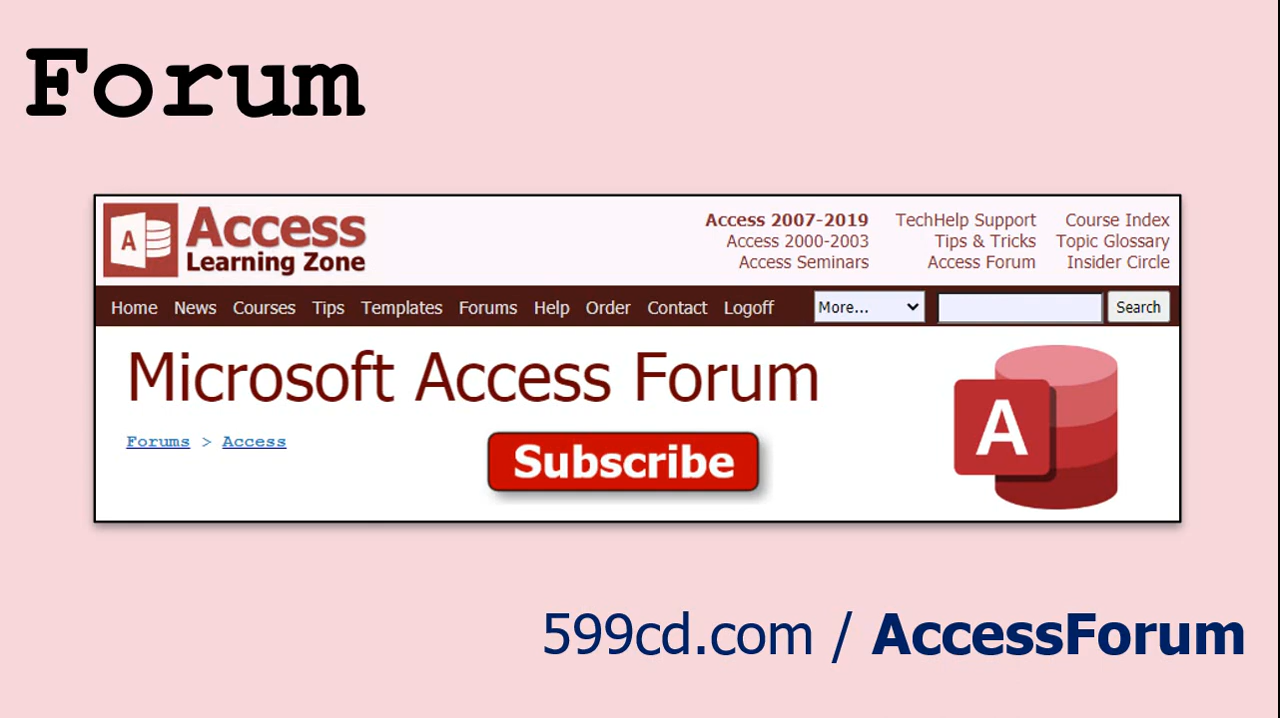 Forum
A
Access
Learning Zone
Access 2007-2019 TechHelp Support Course Index
Access 2000-2003 Tips & Tricks Topic Glossary
Access Seminars Access Forum Insider Circle
Home News Courses Tips Templates Forums Help Order Contact Logoff More... Search
Microsoft Access Forum
Forums > Access
Subscribe
A
599cd.com / AccessForum